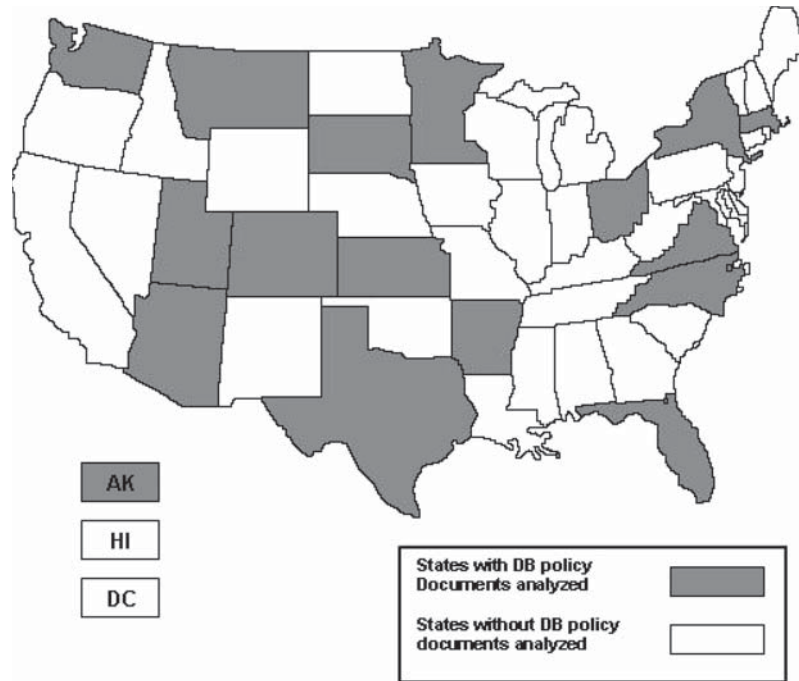 AK
HI
DC
States with DB policy
Documents analyzed
States without DB policy
documents analyzed